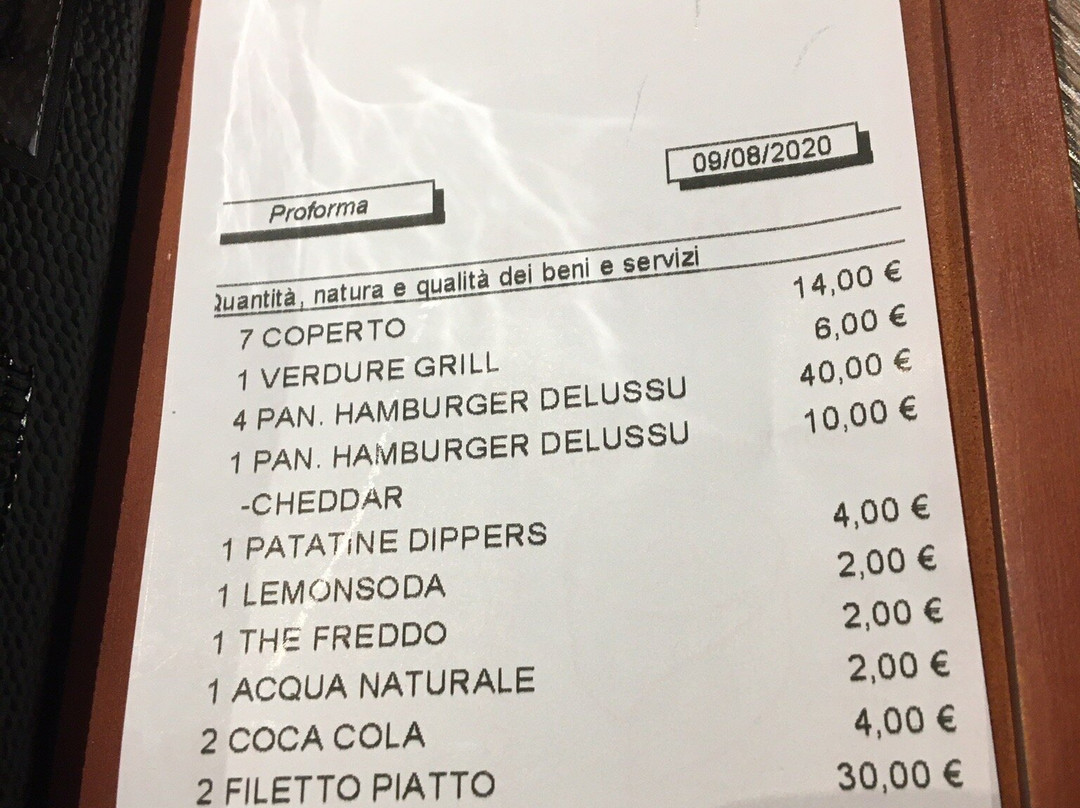 09/08/2020
Proforma
Quantità, natura e qualità dei beni e servizi
7 COPERTO 14,00 €
1 VERDURE GRILL 6,00 €
4 PAN. HAMBURGER DELUSSU 40,00 €
1 PAN. HAMBURGER DELUSSU 10,00 €
-CHEDDAR
1 PATATiNE DIPPERS 4,00 €
1 LEMONSODA 2,00 €
1 THE FREDDO 2,00 €
1 ACQUA NATURALE 2,00 €
2 COCA COLA 4,00 €
2 FILETTO PIATTO 30,00 €